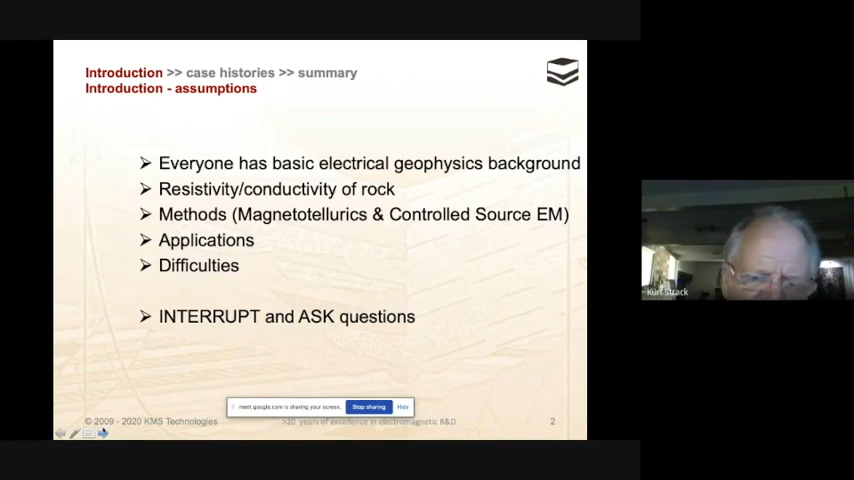 Introduction >> case histories >> summary
Introduction - assumptions
➢ Everyone has basic electrical geophysics background
➢ Resistivity/conductivity of rock
➢ Methods (Magnetotellurics & Controlled Source EM)
➢ Applications
➢ Difficulties
➢ INTERRUPT and ASK questions
Kurt Strack
meet.google.com is sharing your screen. Stop sharing Hide
© 2009 - 2020 KMS Technologies >20 years of excellence in electromagnetic R&D 2